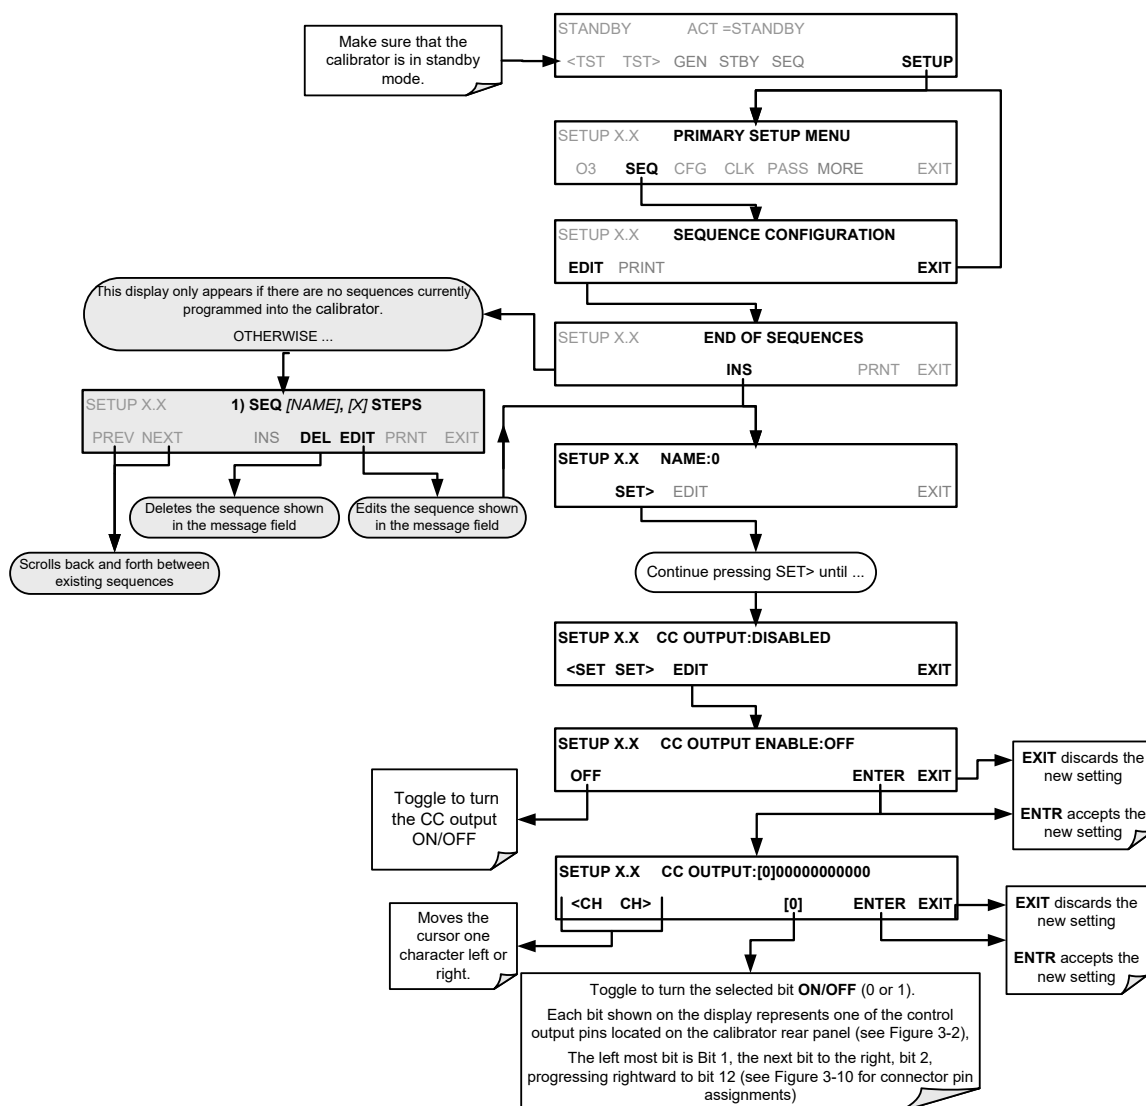 Make sure that the
calibrator is in standby
mode.
STANDBY ACT =STANDBY
<TST TST> GEN STBY SEQ SETUP
SETUP X.X PRIMARY SETUP MENU
O3 SEQ CFG CLK PASS MORE EXIT
SETUP X.X SEQUENCE CONFIGURATION
EDIT PRINT EXIT
This display only appears if there are no sequences currently
programmed into the calibrator.
OTHERWISE ...
SETUP X.X END OF SEQUENCES
INS PRNT EXIT
SETUP X.X 1) SEQ [NAME], [X] STEPS
PREV NEXT INS DEL EDIT PRNT EXIT
Deletes the sequence shown
in the message field
Edits the sequence shown
in the message field
Scrolls back and forth between
existing sequences
SETUP X.X NAME:0
SET> EDIT EXIT
Continue pressing SET> until ...
SETUP X.X CC OUTPUT:DISABLED
<SET SET> EDIT EXIT
SETUP X.X CC OUTPUT ENABLE:OFF
OFF ENTER EXIT
Toggle to turn
the CC output
ON/OFF
EXIT discards the
new setting
ENTR accepts the
new setting
SETUP X.X CC OUTPUT:[0]00000000000
<CH CH> [0] ENTER EXIT
Moves the
cursor one
character left or
right.
EXIT discards the
new setting
ENTR accepts the
new setting
Toggle to turn the selected bit ON/OFF (0 or 1).
Each bit shown on the display represents one of the control
output pins located on the calibrator rear panel (see Figure 3-2),
The left most bit is Bit 1, the next bit to the right, bit 2,
progressing rightward to bit 12 (see Figure 3-10 for connector pin
assignments)